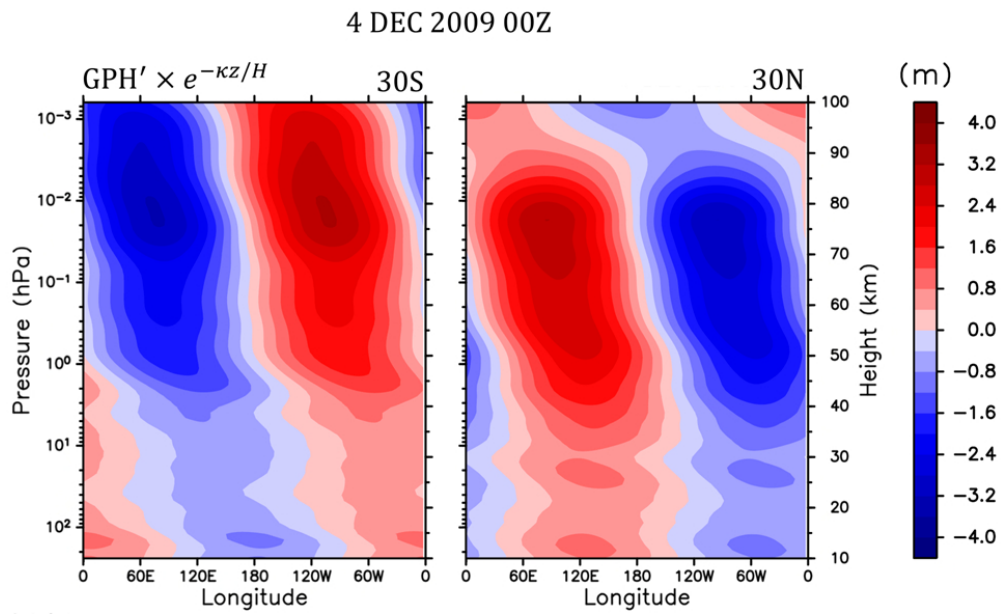 4 DEC 2009 00Z
GPH′ × e^{−κz/H} 30S
30N
(m)
Pressure (hPa)
10⁻³
10⁻²
10⁻¹
10⁰
10¹
10²
0 60E 120E 180 120W 60W 0
Longitude
0 60E 120E 180 120W 60W 0
Longitude
100
90
80
70
60
50
40
30
20
10
Height (km)
4.0
3.2
2.4
1.6
0.8
0.0
−0.8
−1.6
−2.4
−3.2
−4.0